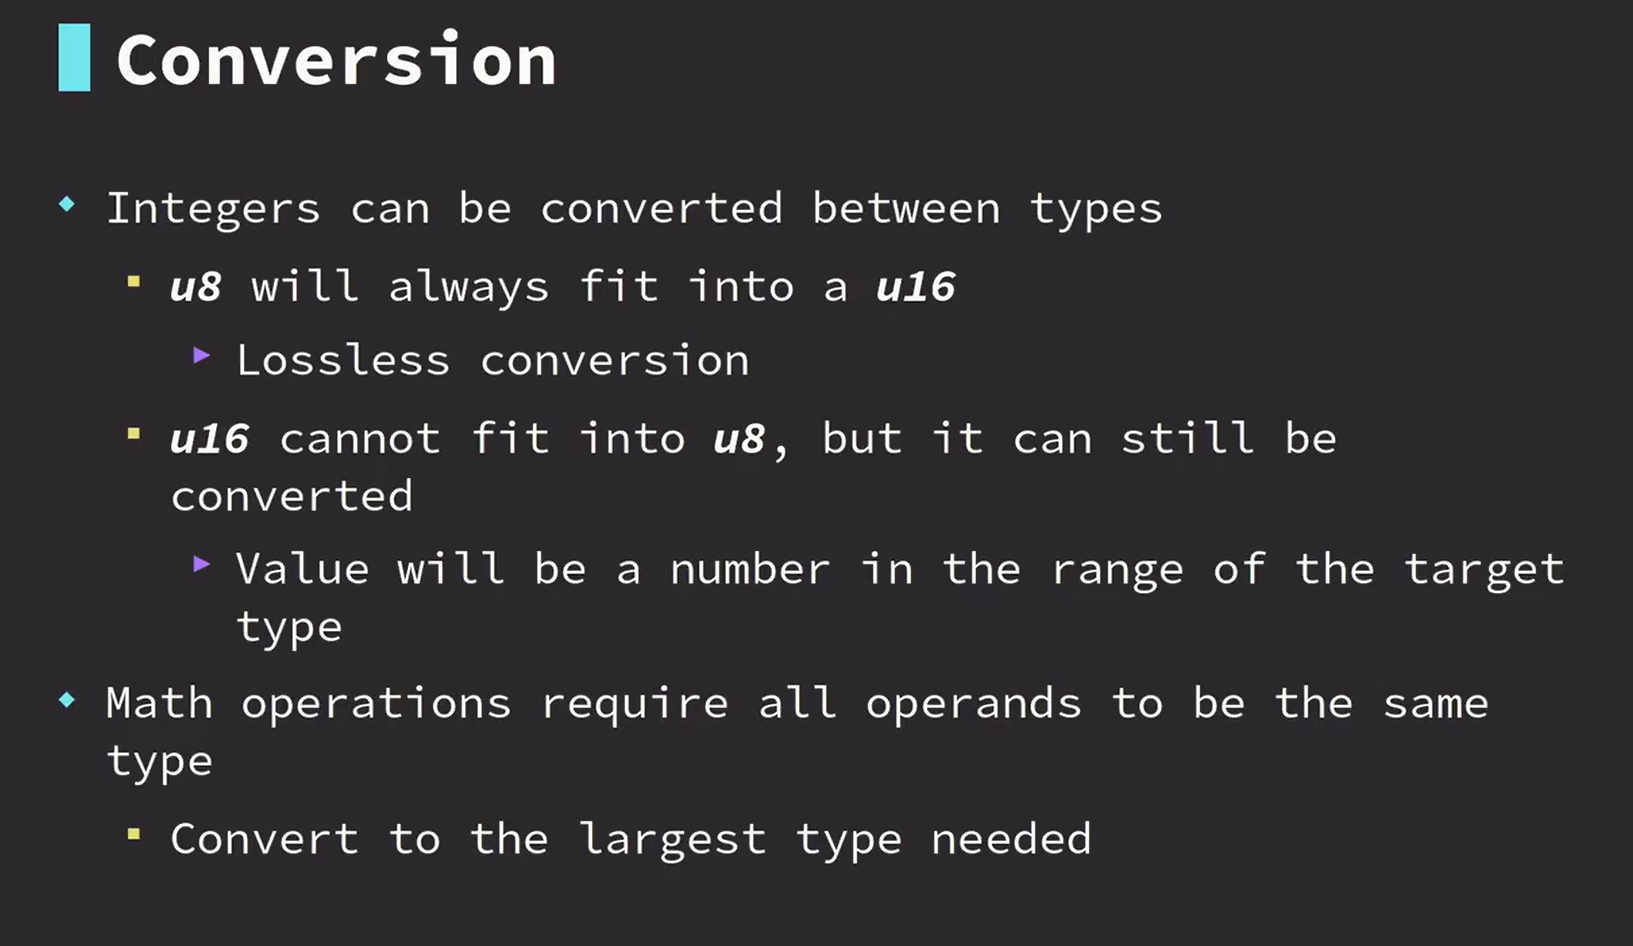 Conversion
Integers can be converted between types
u8 will always fit into a u16
Lossless conversion
u16 cannot fit into u8, but it can still be
converted
Value will be a number in the range of the target
type
Math operations require all operands to be the same
type
Convert to the largest type needed